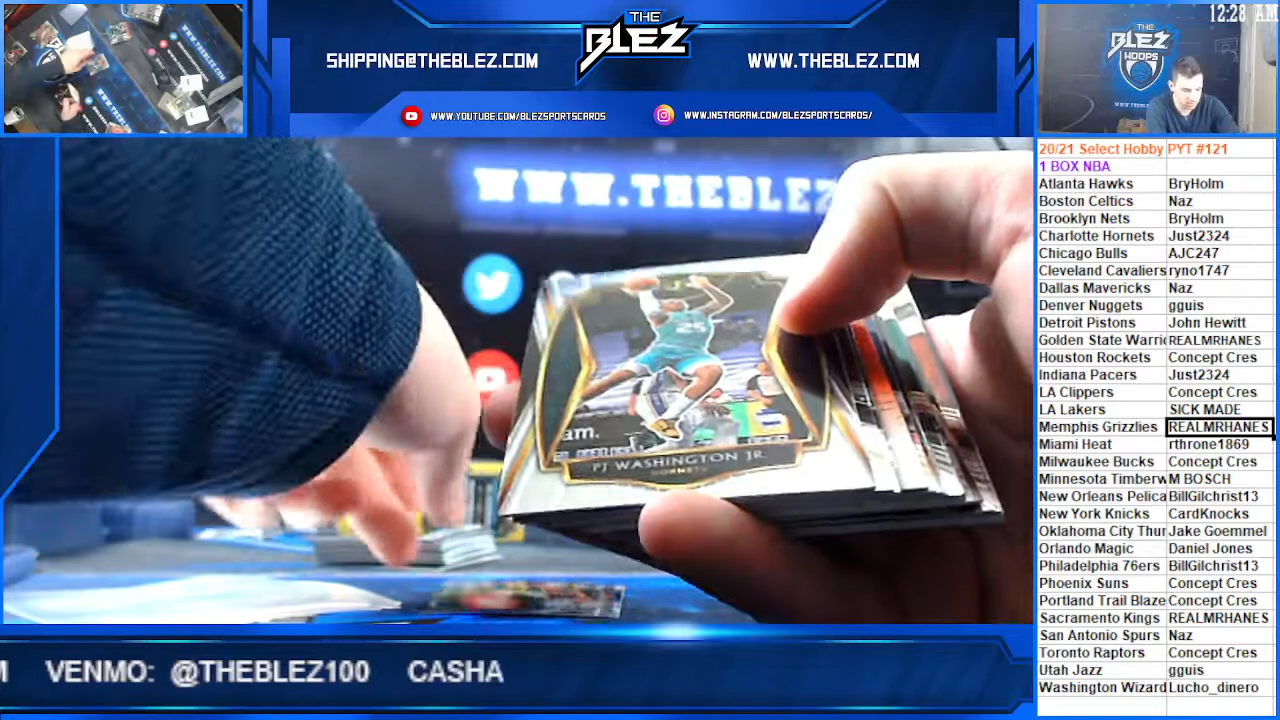 12:28 AM
THE
BLEZ
SHIPPING@THEBLEZ.COM
WWW.THEBLEZ.COM
WWW.YOUTUBE.COM/BLEZSPORTSCARDS
WWW.INSTAGRAM.COM/BLEZSPORTSCARDS/
THE
BLEZ
HOOPS
WWW.THEBLEZ
25
am.
PJ WASHINGTON JR.
HORNETS
20/21 Select Hobby PYT #121
1 BOX NBA
Atlanta Hawks BryHolm
Boston Celtics Naz
Brooklyn Nets BryHolm
Charlotte Hornets Just2324
Chicago Bulls AJC247
Cleveland Cavaliers ryno1747
Dallas Mavericks Naz
Denver Nuggets gguis
Detroit Pistons John Hewitt
Golden State Warri REALMRHANES
Houston Rockets Concept Cres
Indiana Pacers Just2324
LA Clippers Concept Cres
LA Lakers SICK MADE
Memphis Grizzlies REALMRHANES
Miami Heat rthrone1869
Milwaukee Bucks Concept Cres
Minnesota Timberw M BOSCH
New Orleans Pelica BillGilchrist13
New York Knicks CardKnocks
Oklahoma City Thur Jake Goemmel
Orlando Magic Daniel Jones
Philadelphia 76ers BillGilchrist13
Phoenix Suns Concept Cres
Portland Trail Blaze Concept Cres
Sacramento Kings REALMRHANES
San Antonio Spurs Naz
Toronto Raptors Concept Cres
Utah Jazz gguis
Washington Wizard Lucho_dinero
VENMO: @THEBLEZ100 CASHA